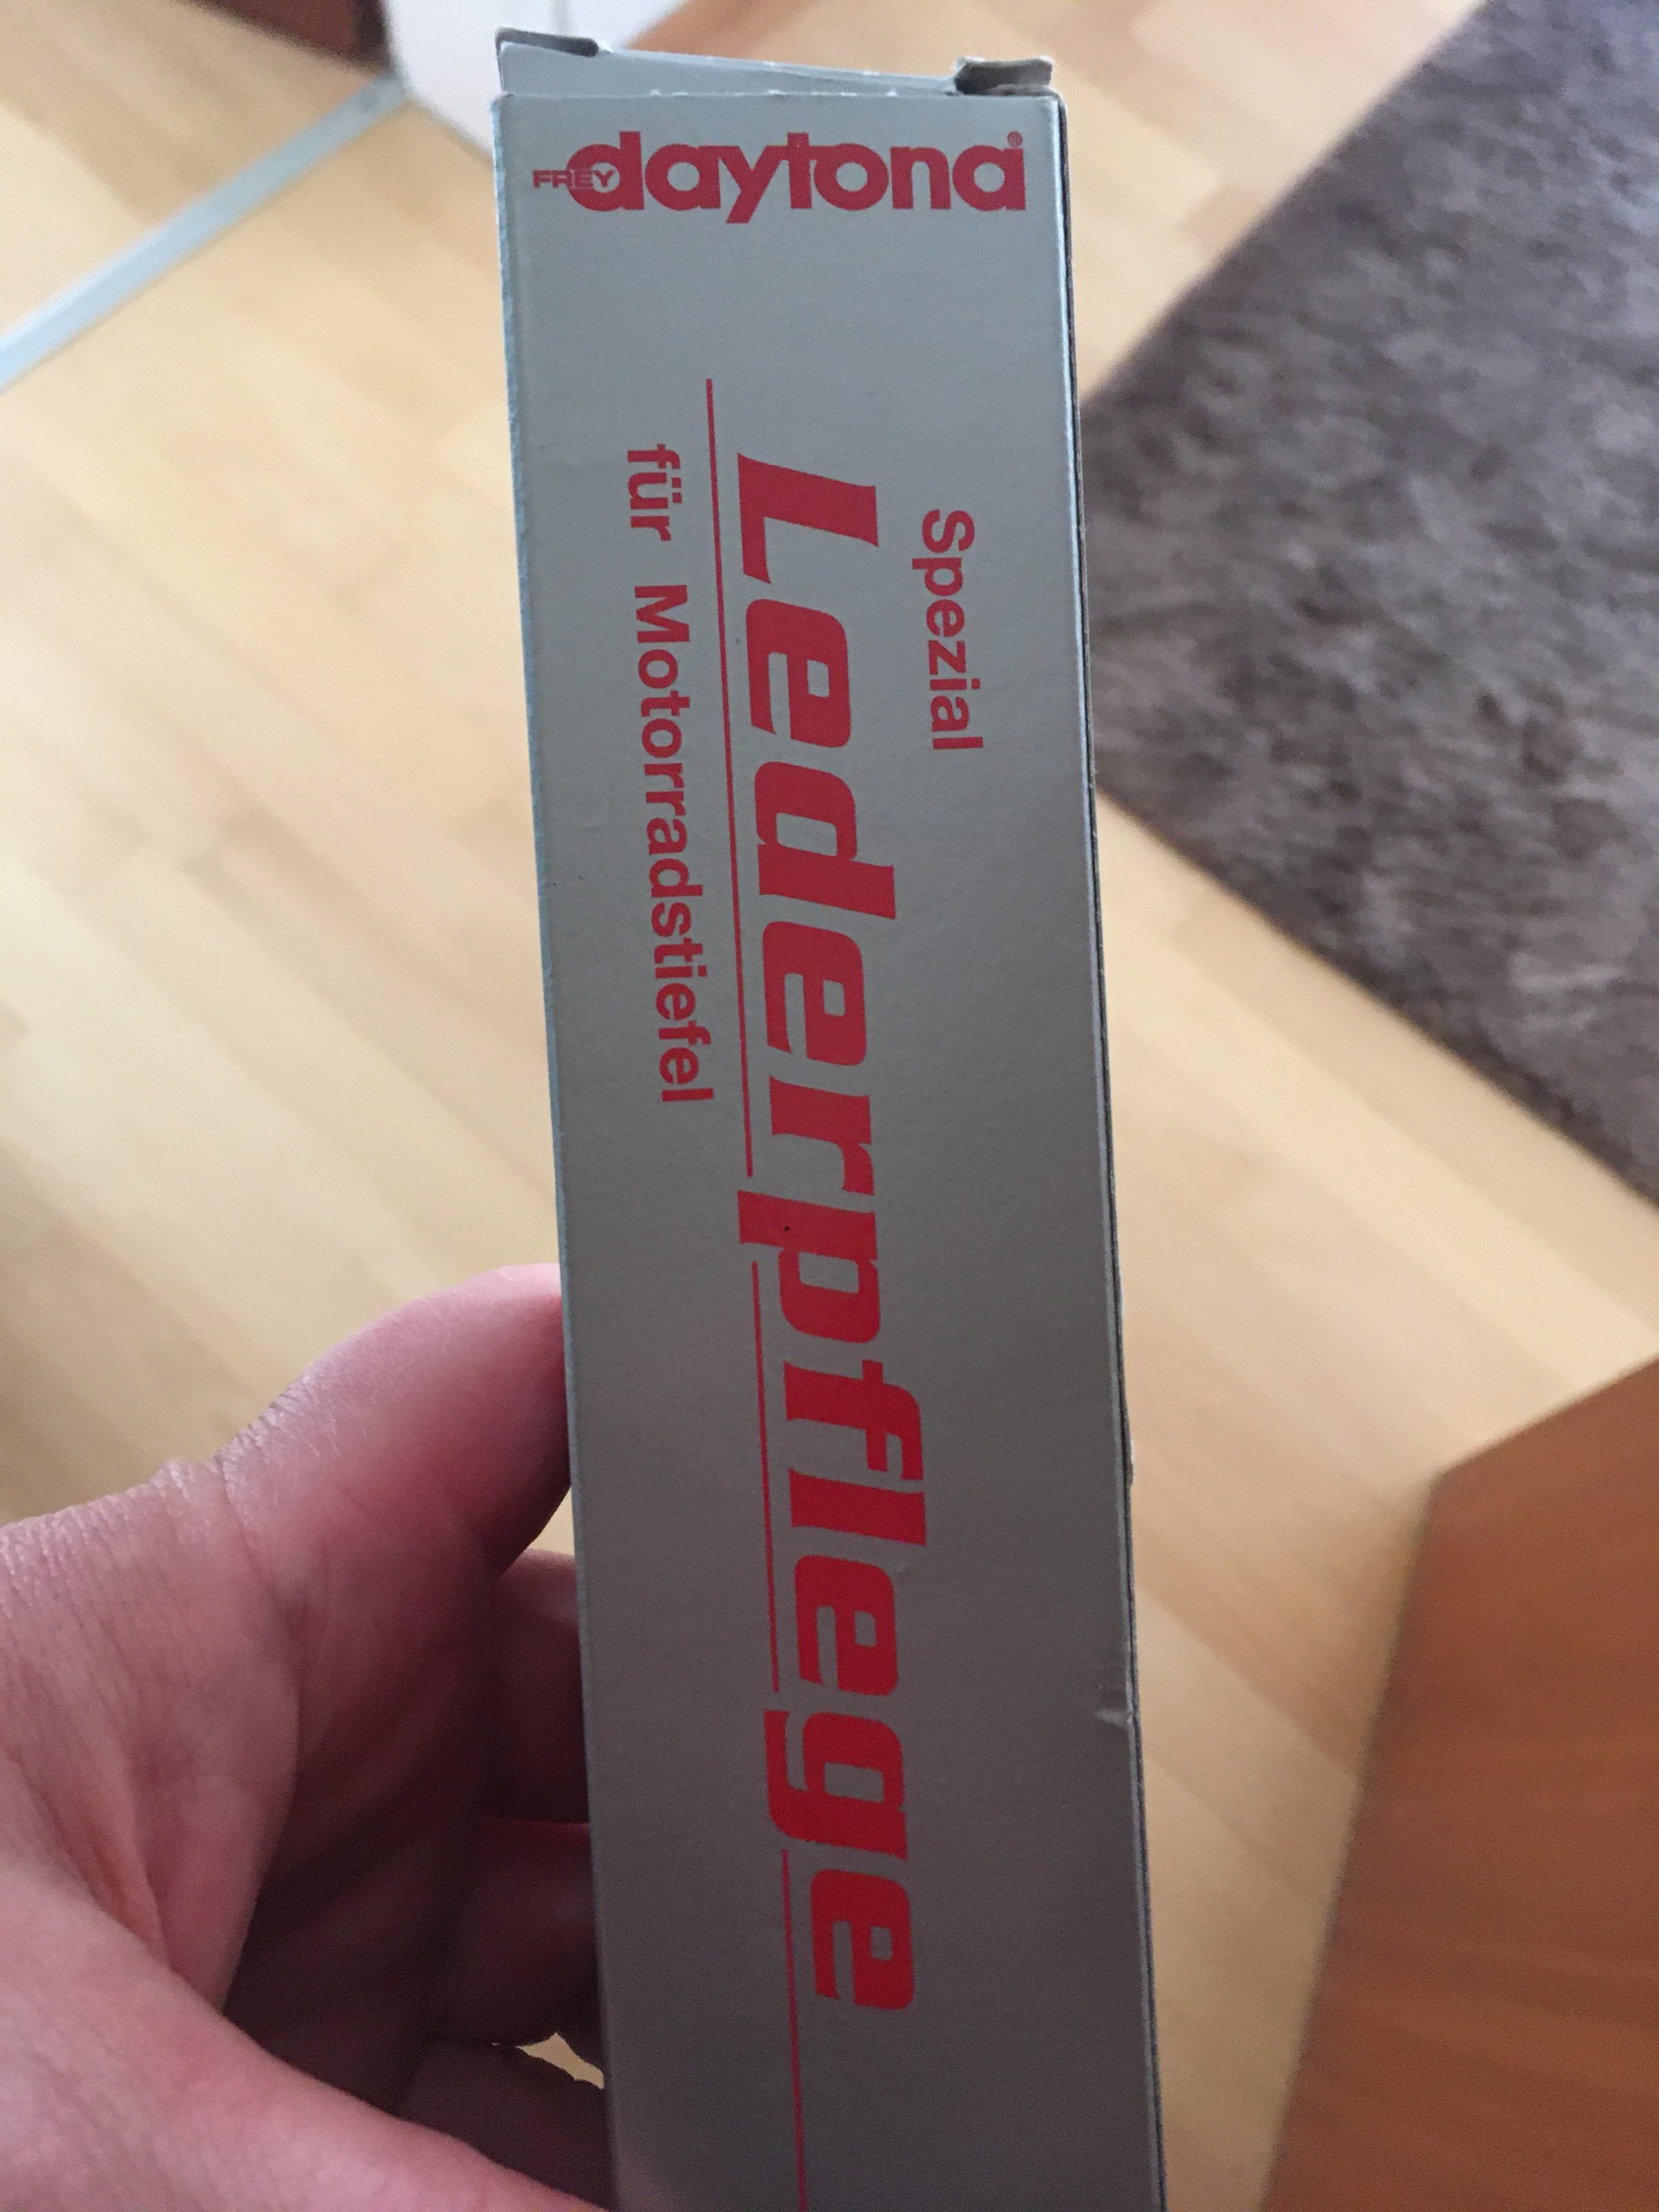 FREY daytona®
Spezial
Lederpflege
für Motorradstiefel